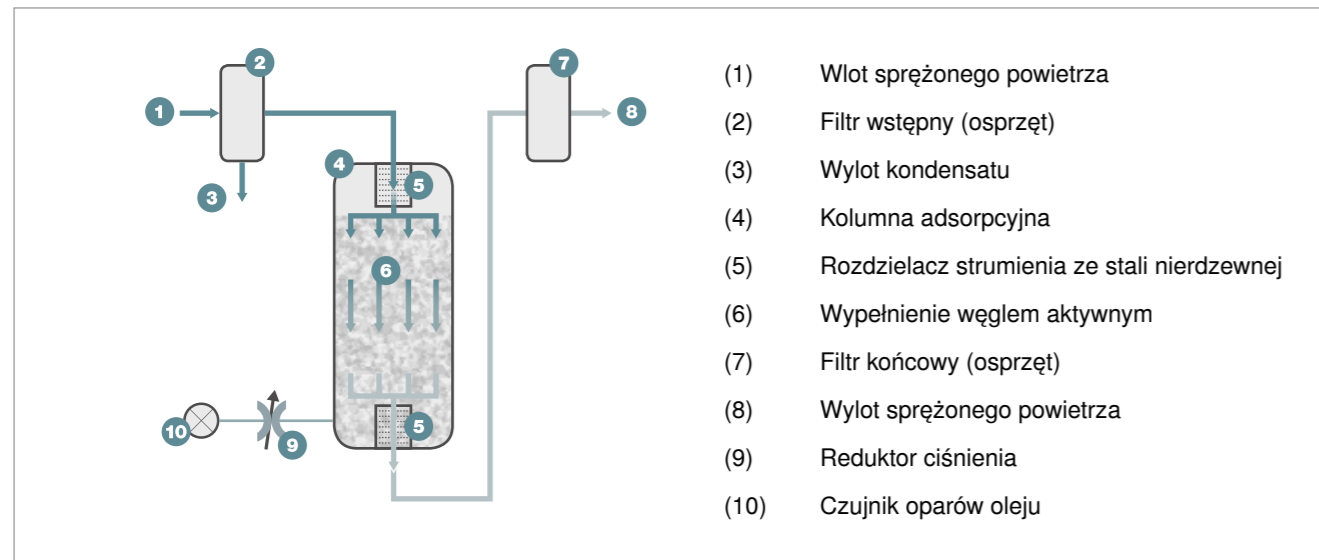 2
7
1
8
3
4
5
6
5
10
9
(1) Wlot sprężonego powietrza
(2) Filtr wstępny (osprzęt)
(3) Wylot kondensatu
(4) Kolumna adsorpcyjna
(5) Rozdzielacz strumienia ze stali nierdzewnej
(6) Wypełnienie węglem aktywnym
(7) Filtr końcowy (osprzęt)
(8) Wylot sprężonego powietrza
(9) Reduktor ciśnienia
(10) Czujnik oparów oleju